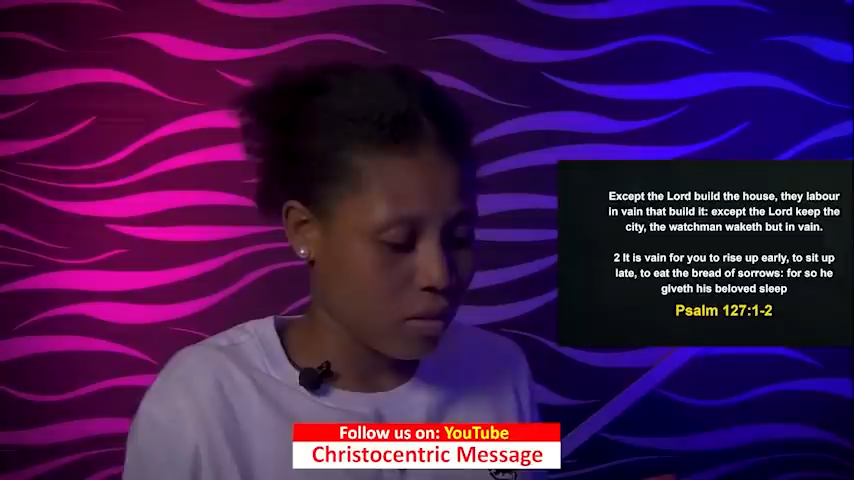 Except the Lord build the house, they labour
in vain that build it: except the Lord keep the
city, the watchman waketh but in vain.
2 It is vain for you to rise up early, to sit up
late, to eat the bread of sorrows: for so he
giveth his beloved sleep
Psalm 127:1-2
Follow us on: YouTube
Christocentric Message